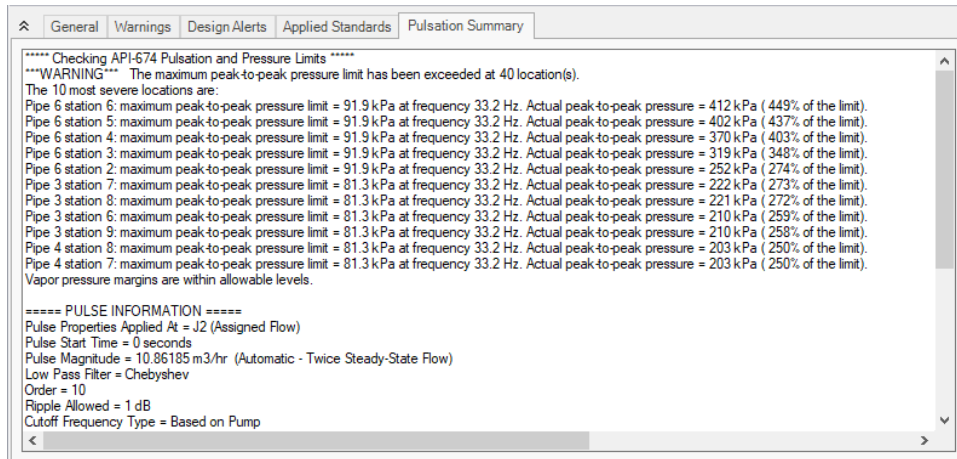 General Warnings Design Alerts Applied Standards Pulsation Summary
***** Checking API-674 Pulsation and Pressure Limits *****
***WARNING*** The maximum peak-to-peak pressure limit has been exceeded at 40 location(s).
The 10 most severe locations are:
Pipe 6 station 6: maximum peak-to-peak pressure limit = 91.9 kPa at frequency 33.2 Hz. Actual peak-to-peak pressure = 412 kPa ( 449% of the limit).
Pipe 6 station 5: maximum peak-to-peak pressure limit = 91.9 kPa at frequency 33.2 Hz. Actual peak-to-peak pressure = 402 kPa ( 437% of the limit).
Pipe 6 station 4: maximum peak-to-peak pressure limit = 91.9 kPa at frequency 33.2 Hz. Actual peak-to-peak pressure = 370 kPa ( 403% of the limit).
Pipe 6 station 3: maximum peak-to-peak pressure limit = 91.9 kPa at frequency 33.2 Hz. Actual peak-to-peak pressure = 319 kPa ( 348% of the limit).
Pipe 6 station 2: maximum peak-to-peak pressure limit = 91.9 kPa at frequency 33.2 Hz. Actual peak-to-peak pressure = 252 kPa ( 274% of the limit).
Pipe 3 station 7: maximum peak-to-peak pressure limit = 81.3 kPa at frequency 33.2 Hz. Actual peak-to-peak pressure = 222 kPa ( 273% of the limit).
Pipe 3 station 8: maximum peak-to-peak pressure limit = 81.3 kPa at frequency 33.2 Hz. Actual peak-to-peak pressure = 221 kPa ( 272% of the limit).
Pipe 3 station 6: maximum peak-to-peak pressure limit = 81.3 kPa at frequency 33.2 Hz. Actual peak-to-peak pressure = 210 kPa ( 259% of the limit).
Pipe 3 station 9: maximum peak-to-peak pressure limit = 81.3 kPa at frequency 33.2 Hz. Actual peak-to-peak pressure = 210 kPa ( 258% of the limit).
Pipe 4 station 8: maximum peak-to-peak pressure limit = 81.3 kPa at frequency 33.2 Hz. Actual peak-to-peak pressure = 203 kPa ( 250% of the limit).
Pipe 4 station 7: maximum peak-to-peak pressure limit = 81.3 kPa at frequency 33.2 Hz. Actual peak-to-peak pressure = 203 kPa ( 250% of the limit).
Vapor pressure margins are within allowable levels.
===== PULSE INFORMATION =====
Pulse Properties Applied At = J2 (Assigned Flow)
Pulse Start Time = 0 seconds
Pulse Magnitude = 10.86185 m3/hr (Automatic - Twice Steady-State Flow)
Low Pass Filter = Chebyshev
Order = 10
Ripple Allowed = 1 dB
Cutoff Frequency Type = Based on Pump